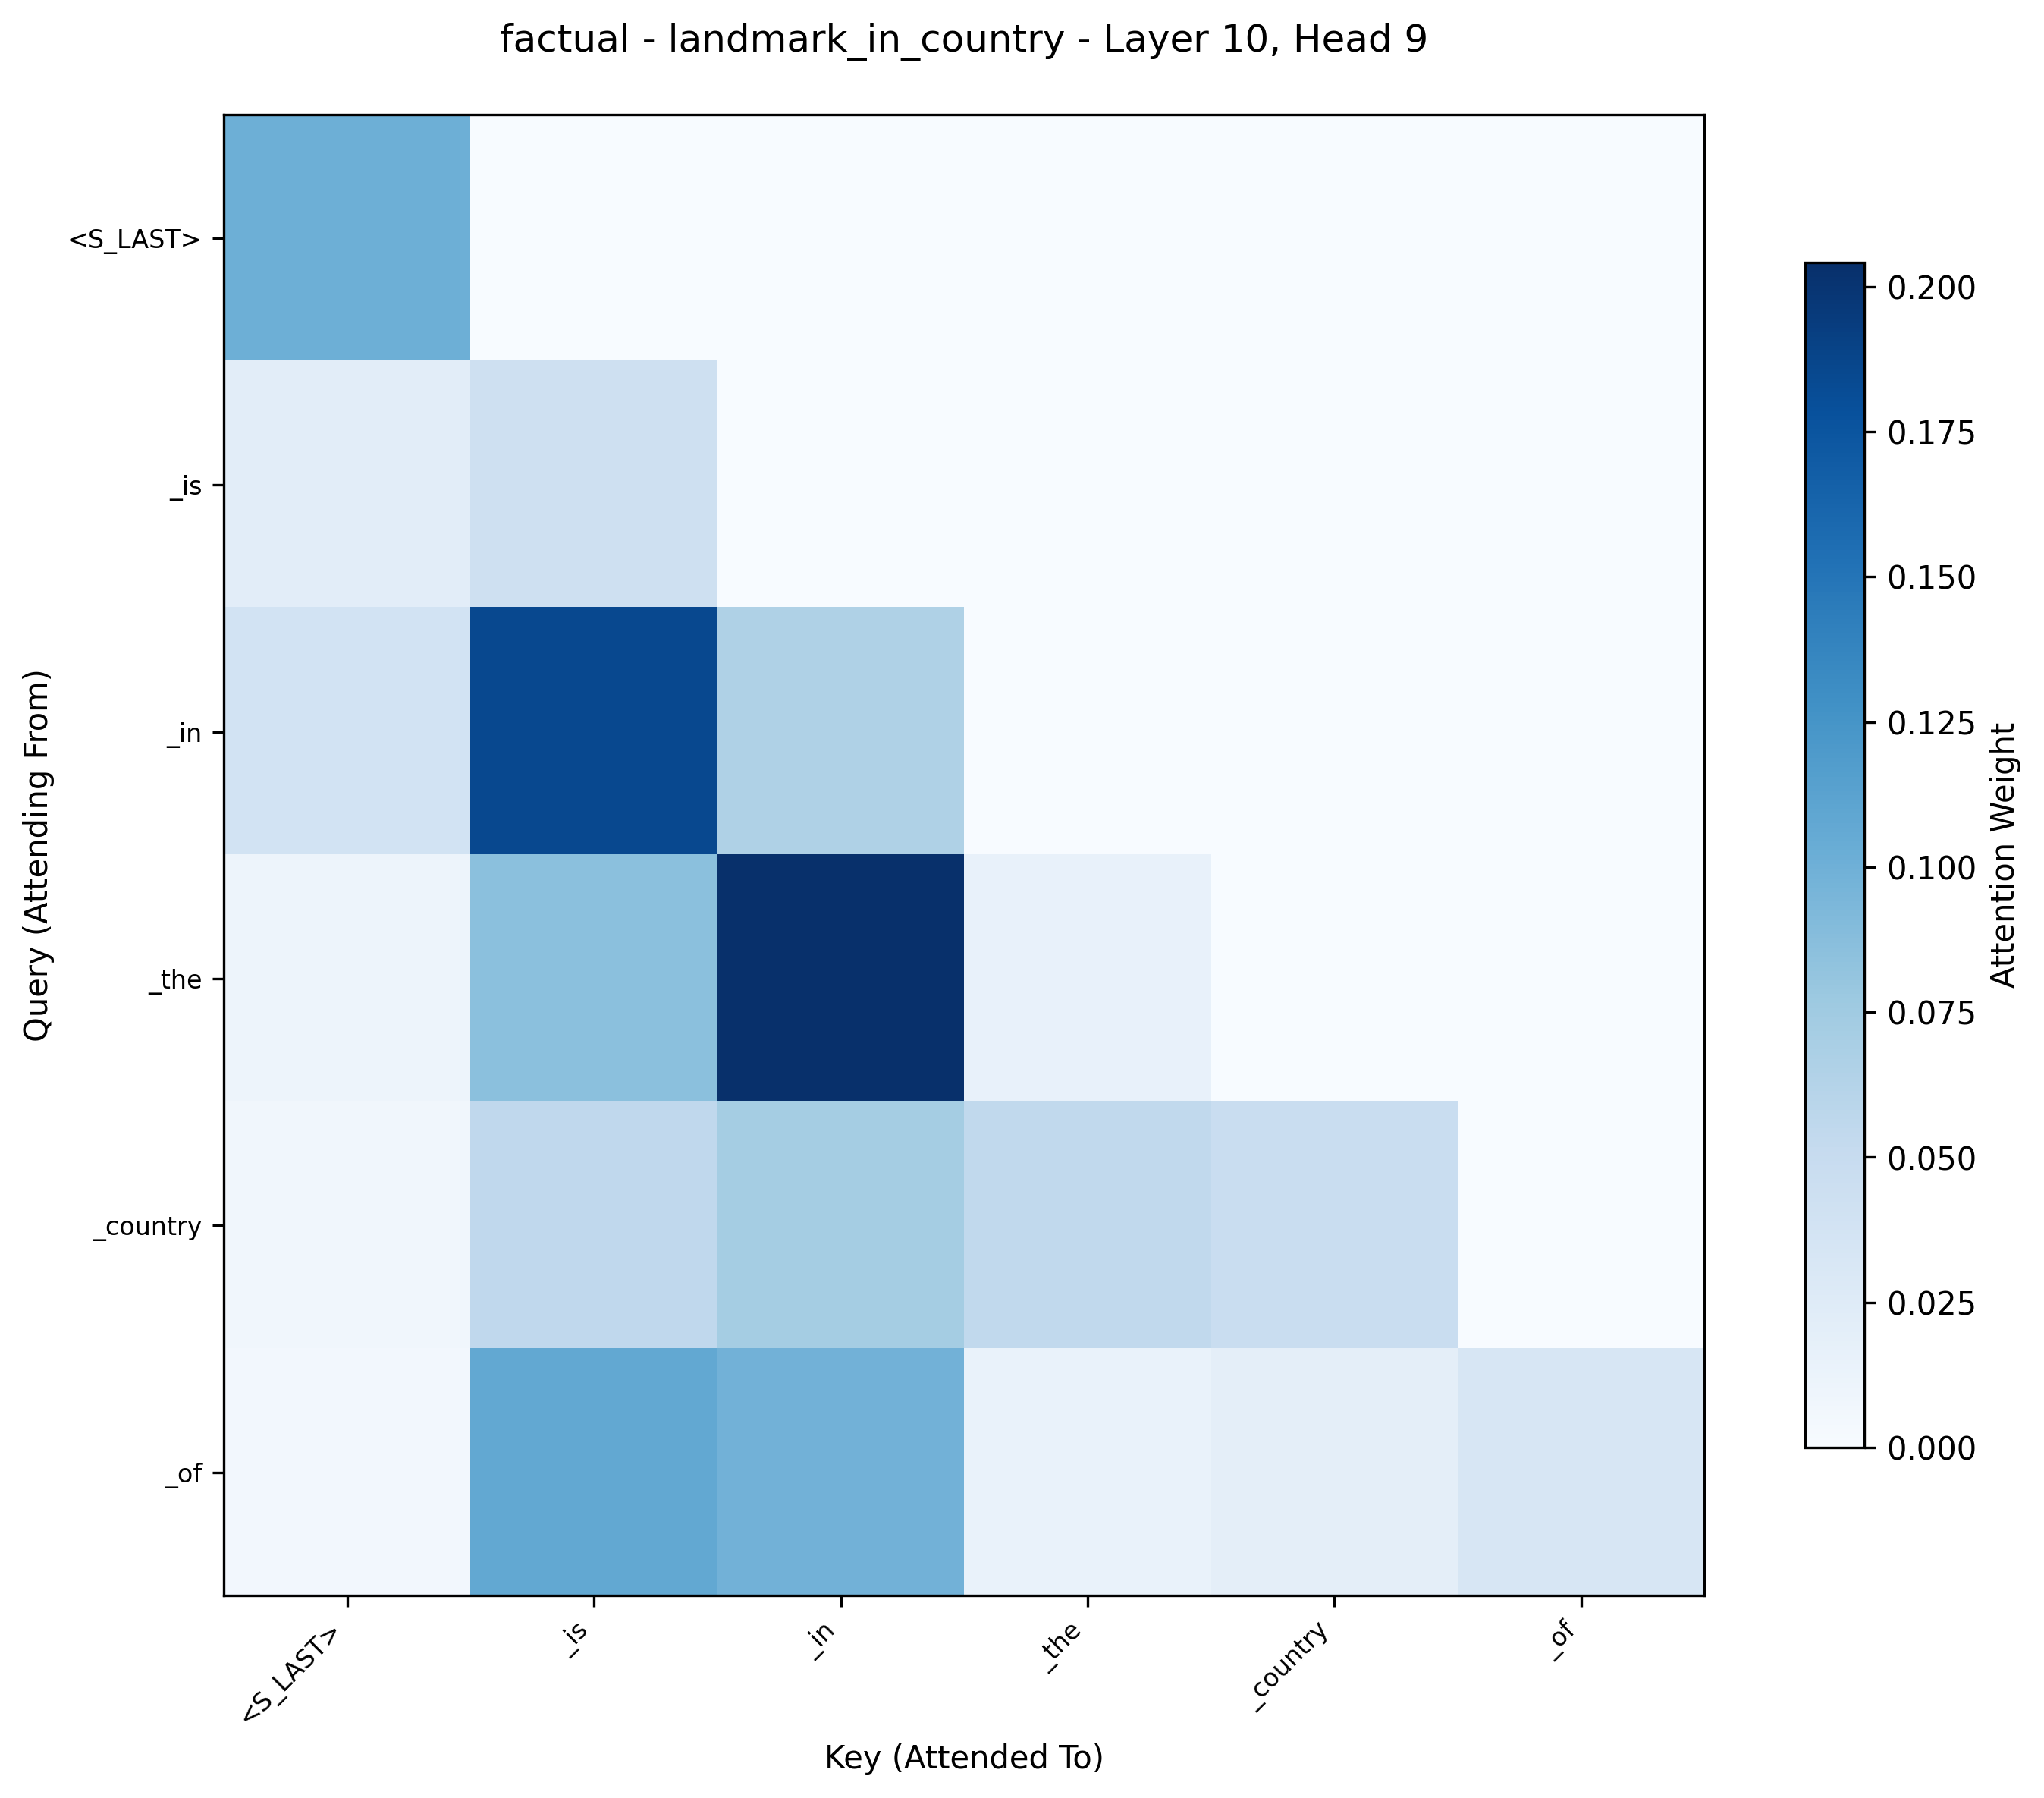 factual - landmark_in_country - Layer 10, Head 9
Query (Attending From)
<S_LAST>
_is
_in
_the
_country
_of
<S_LAST>
_is
_in
_the
_country
_of
Key (Attended To)
0.200
0.175
0.150
0.125
0.100
0.075
0.050
0.025
0.000
Attention Weight